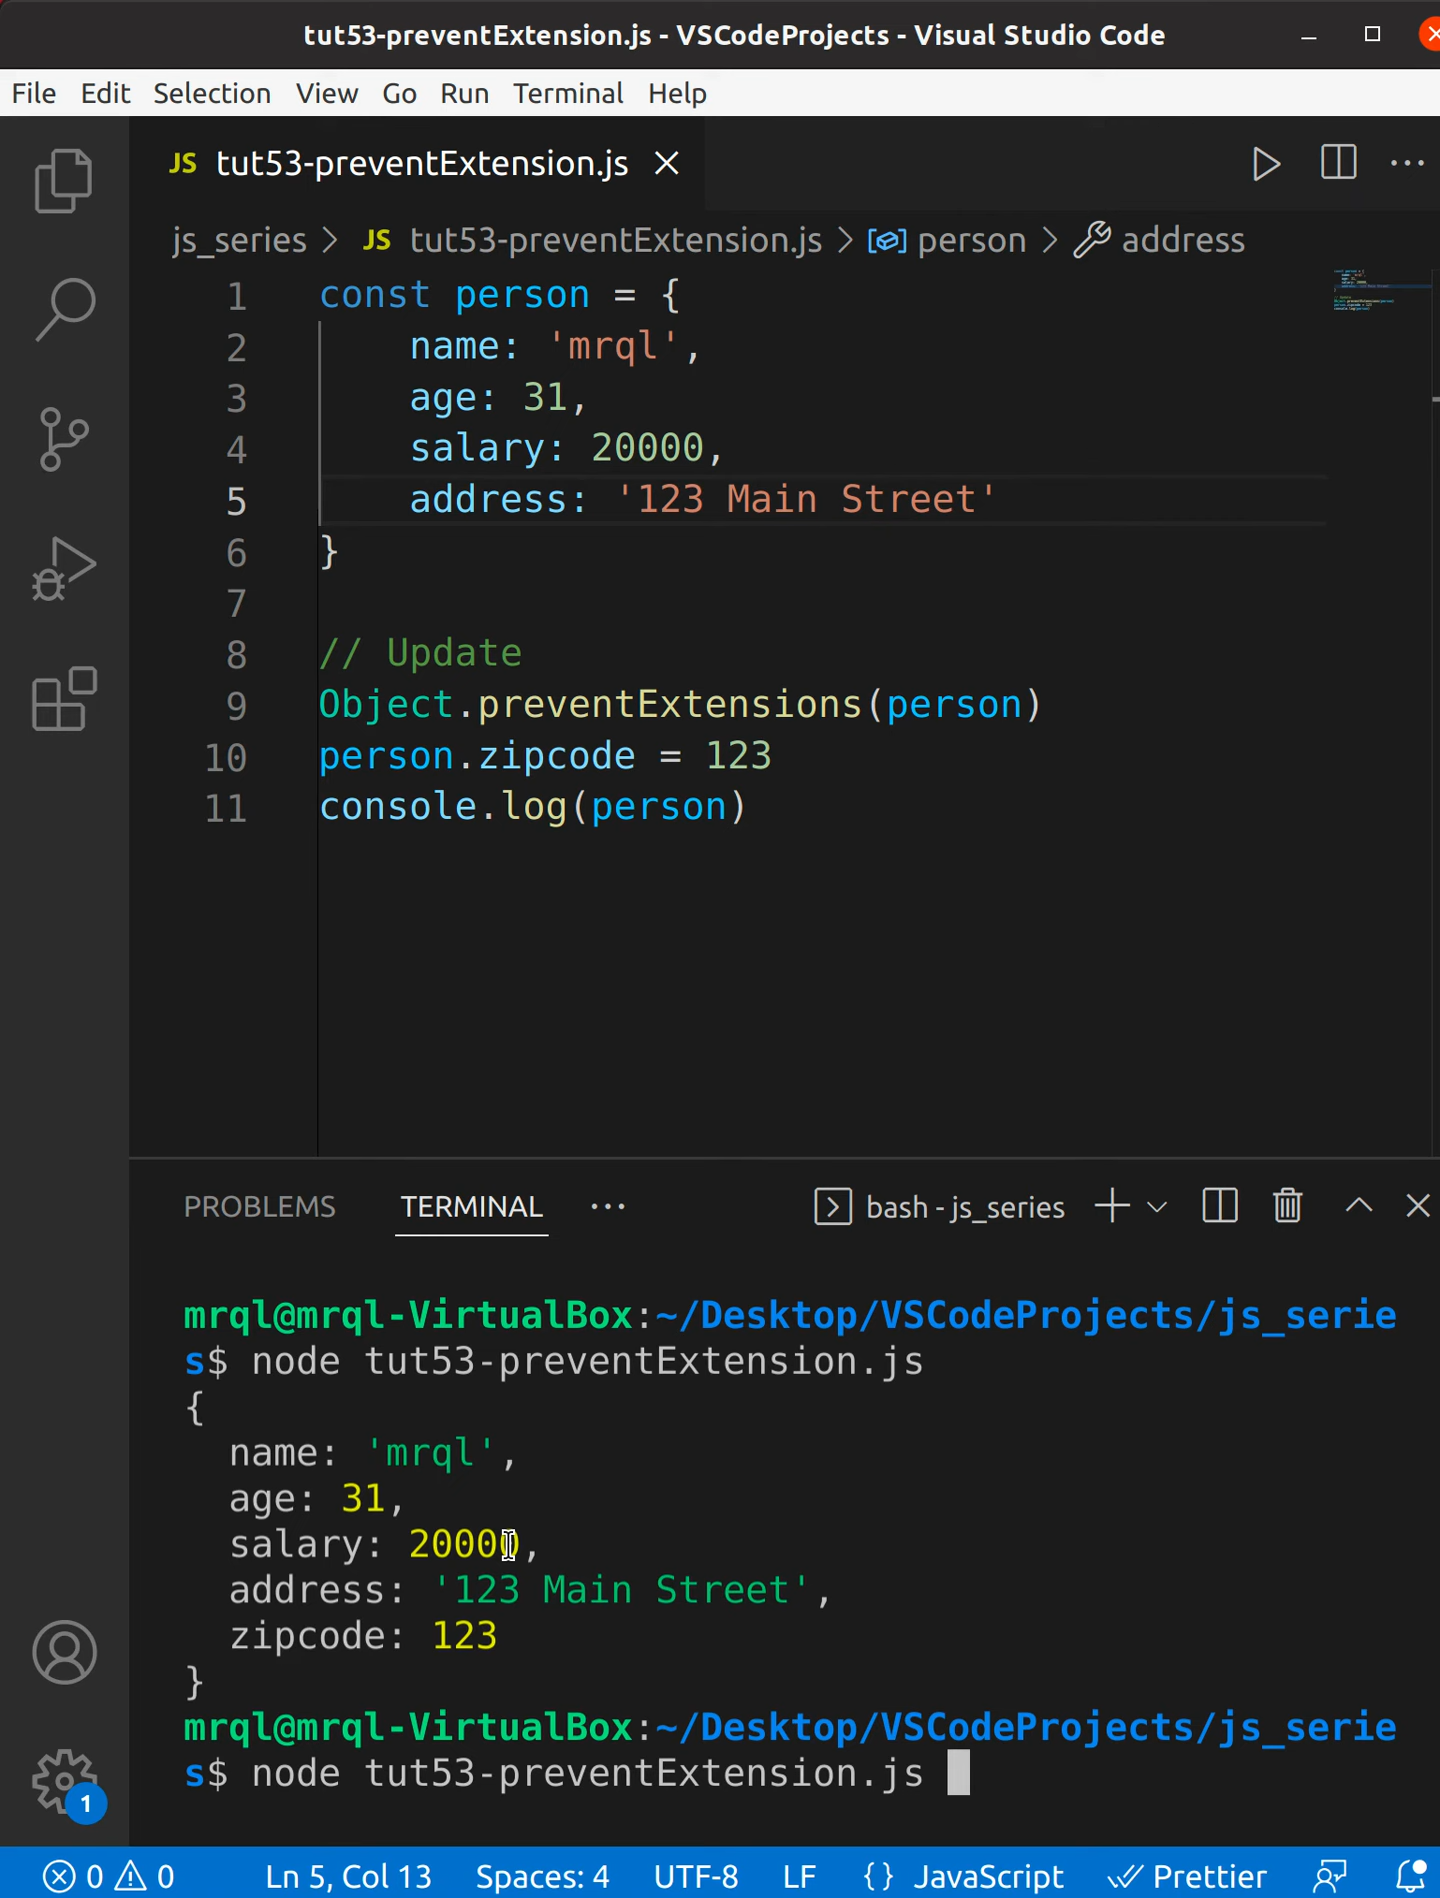 tut53-preventExtension.js - VSCodeProjects - Visual Studio Code
File Edit Selection View Go Run Terminal Help
JS tut53-preventExtension.js
js_series > JS tut53-preventExtension.js > person > address
1 const person = {
2 name: 'mrql',
3 age: 31,
4 salary: 20000,
5 address: '123 Main Street'
6 }
7
8 // Update
9 Object.preventExtensions(person)
10 person.zipcode = 123
11 console.log(person)
PROBLEMS TERMINAL ··· bash - js_series
mrql@mrql-VirtualBox:~/Desktop/VSCodeProjects/js_serie
s$ node tut53-preventExtension.js
{
name: 'mrql',
age: 31,
salary: 20000,
address: '123 Main Street',
zipcode: 123
}
mrql@mrql-VirtualBox:~/Desktop/VSCodeProjects/js_serie
s$ node tut53-preventExtension.js
1
0 0 Ln 5, Col 13 Spaces: 4 UTF-8 LF {} JavaScript Prettier